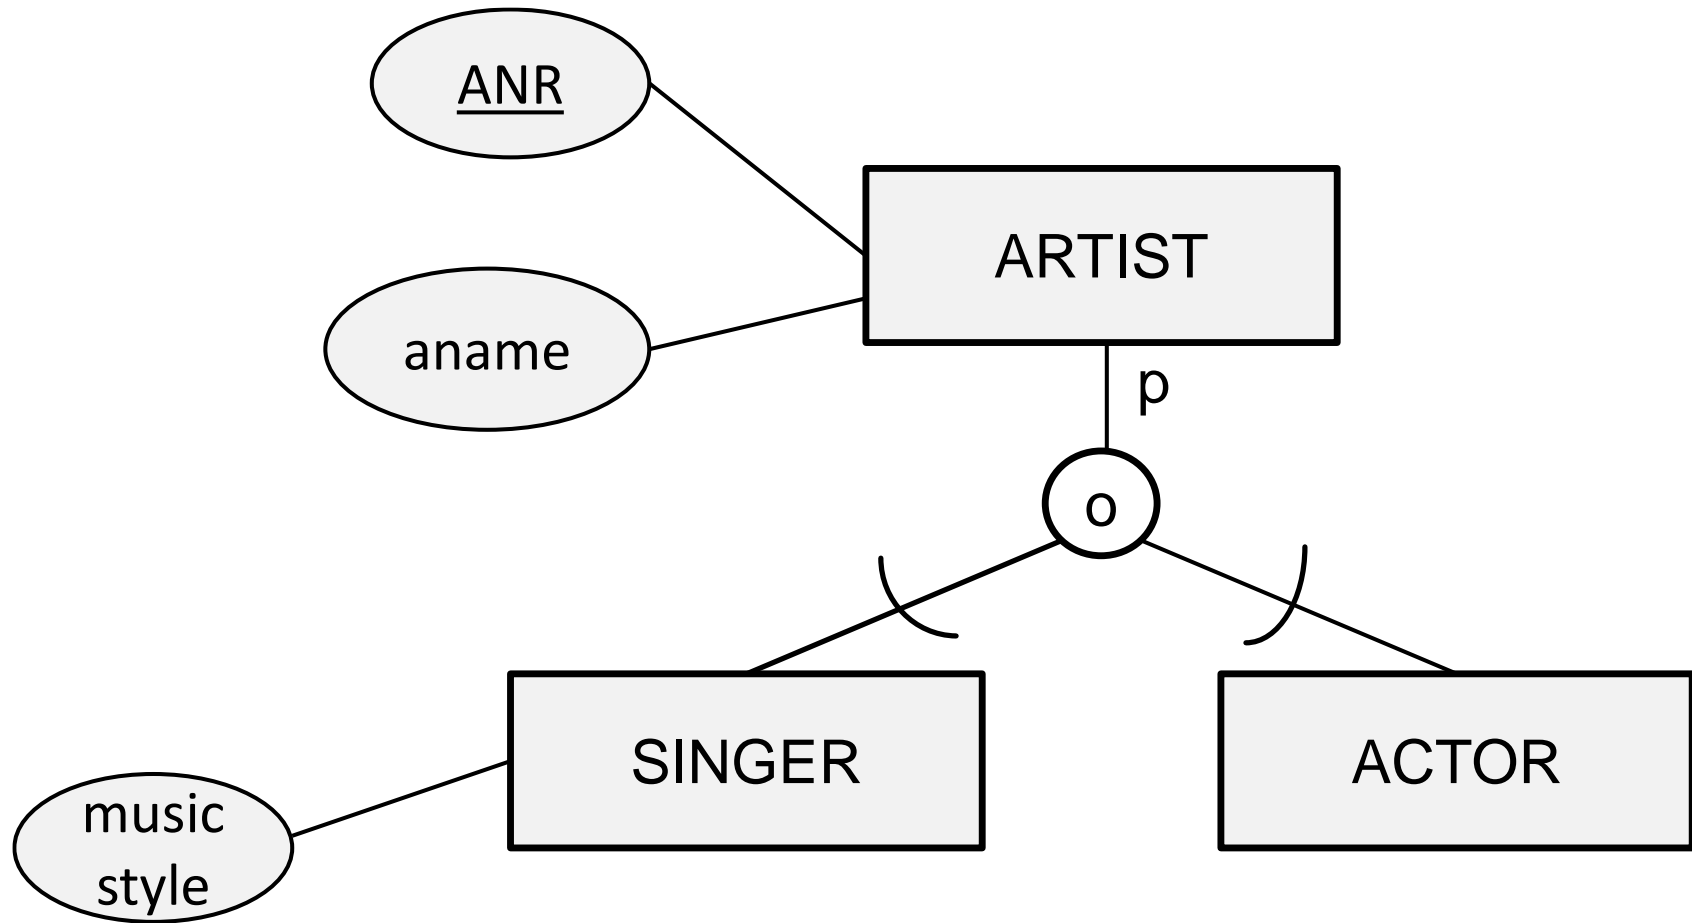 ANR
ARTIST
aname
p
o
SINGER
ACTOR
music
style